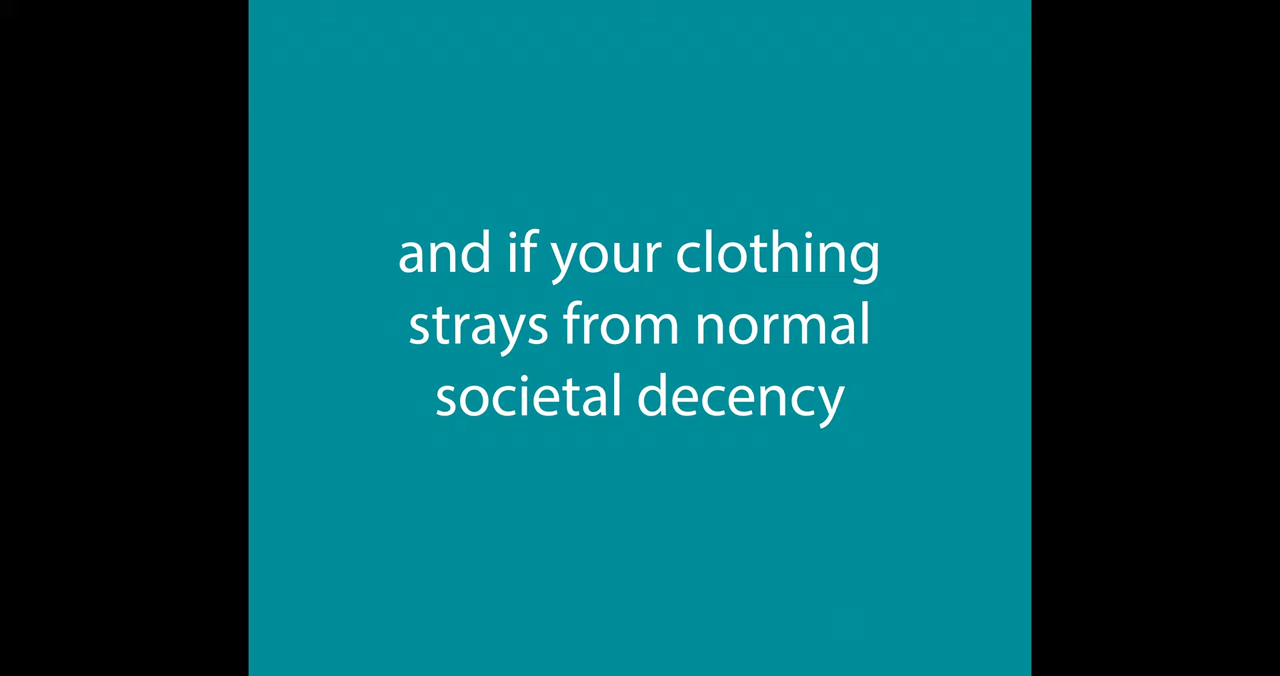 and if your clothing
strays from normal
societal decency